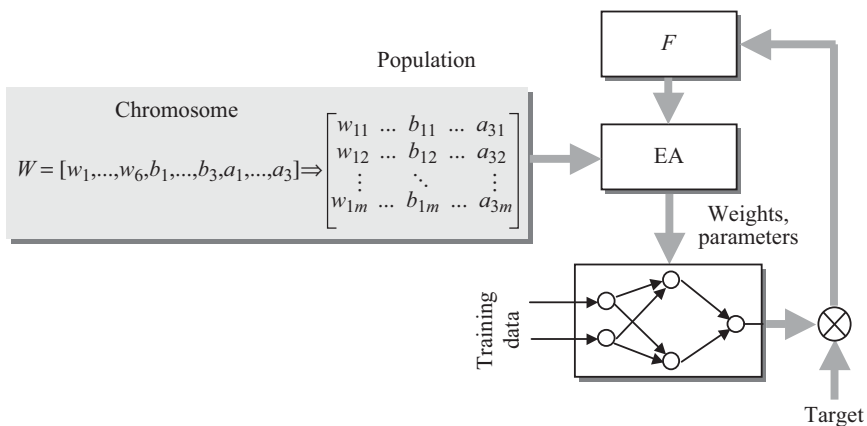 F
Population
Chromosome
W = [w₁,...,w₆,b₁,...,b₃,a₁,...,a₃]⇒
w₁₁ ... b₁₁ ... a₃₁
w₁₂ ... b₁₂ ... a₃₂
⋮ ⋱ ⋮
w₁ₘ ... b₁ₘ ... a₃ₘ
EA
Weights,
parameters
Training
data
Target